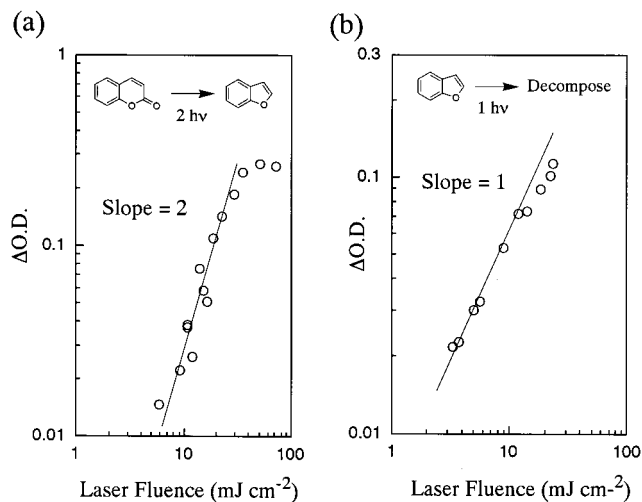 (a)
1
0.1
0.01
ΔO.D.
O
O
2 hν
O
Slope = 2
1
10
100
Laser Fluence (mJ cm-2)
(b)
0.3
0.1
0.01
ΔO.D.
O
1 hν
Decompose
Slope = 1
1
10
100
Laser Fluence (mJ cm-2)